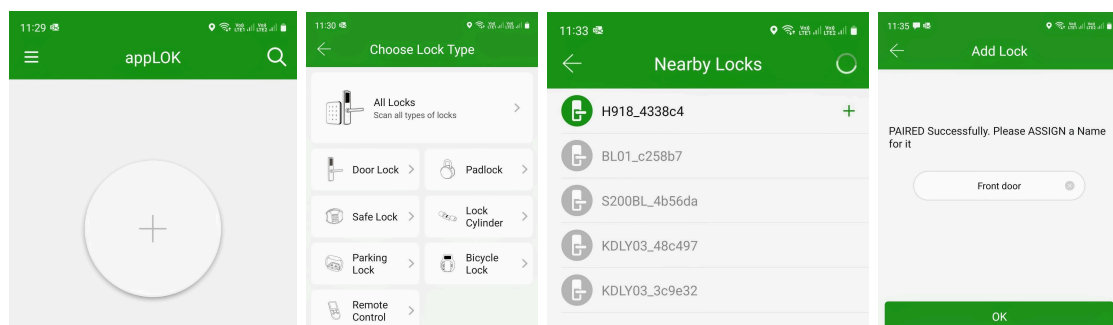 11:29
appLOK
11:30
Choose Lock Type
All Locks
Scan all types of locks
Door Lock
Padlock
Safe Lock
Lock
Cylinder
Parking
Lock
Bicycle
Lock
Remote
Control
11:33
Nearby Locks
H918_4338c4
BL01_c258b7
S200BL_4b56da
KDLY03_48c497
KDLY03_3c9e32
11:35
Add Lock
PAIRED Successfully. Please ASSIGN a Name
for it
Front door
OK